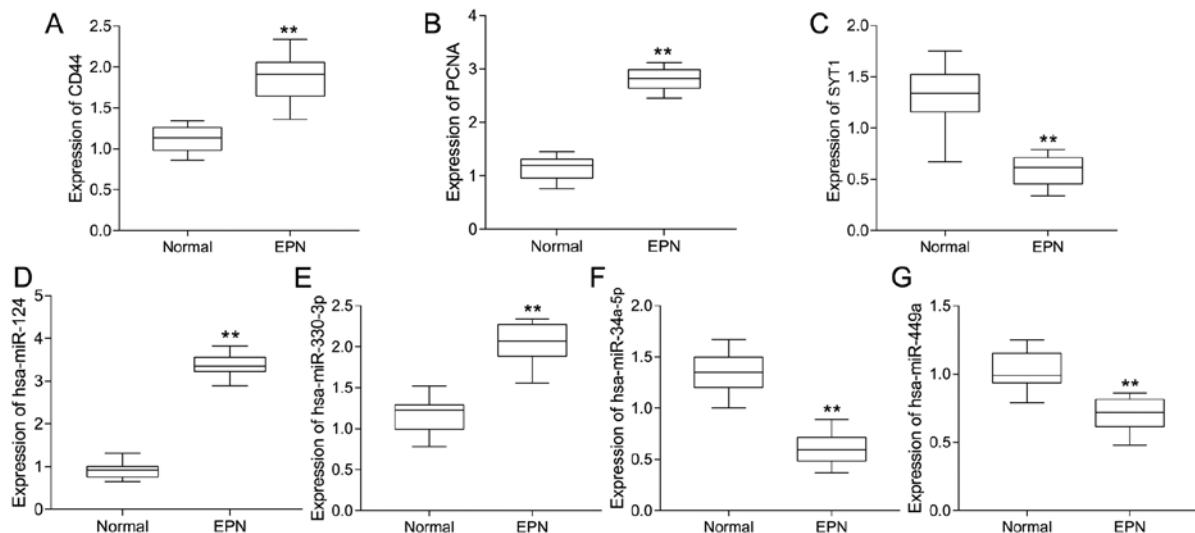 A
Expression of CD44
2.5
2.0
1.5
1.0
0.5
0.0
**
Normal
EPN
B
Expression of PCNA
4
3
2
1
0
**
Normal
EPN
C
Expression of SYT1
2.0
1.5
1.0
0.5
0.0
**
Normal
EPN
D
Expression of hsa-miR-124
5
4
3
2
1
0
**
Normal
EPN
E
Expression of hsa-miR-330-3p
2.5
2.0
1.5
1.0
0.5
0.0
**
Normal
EPN
F
Expression of hsa-miR-34a-5p
2.0
1.5
1.0
0.5
0.0
**
Normal
EPN
G
Expression of hsa-miR-449a
1.5
1.0
0.5
0.0
**
Normal
EPN